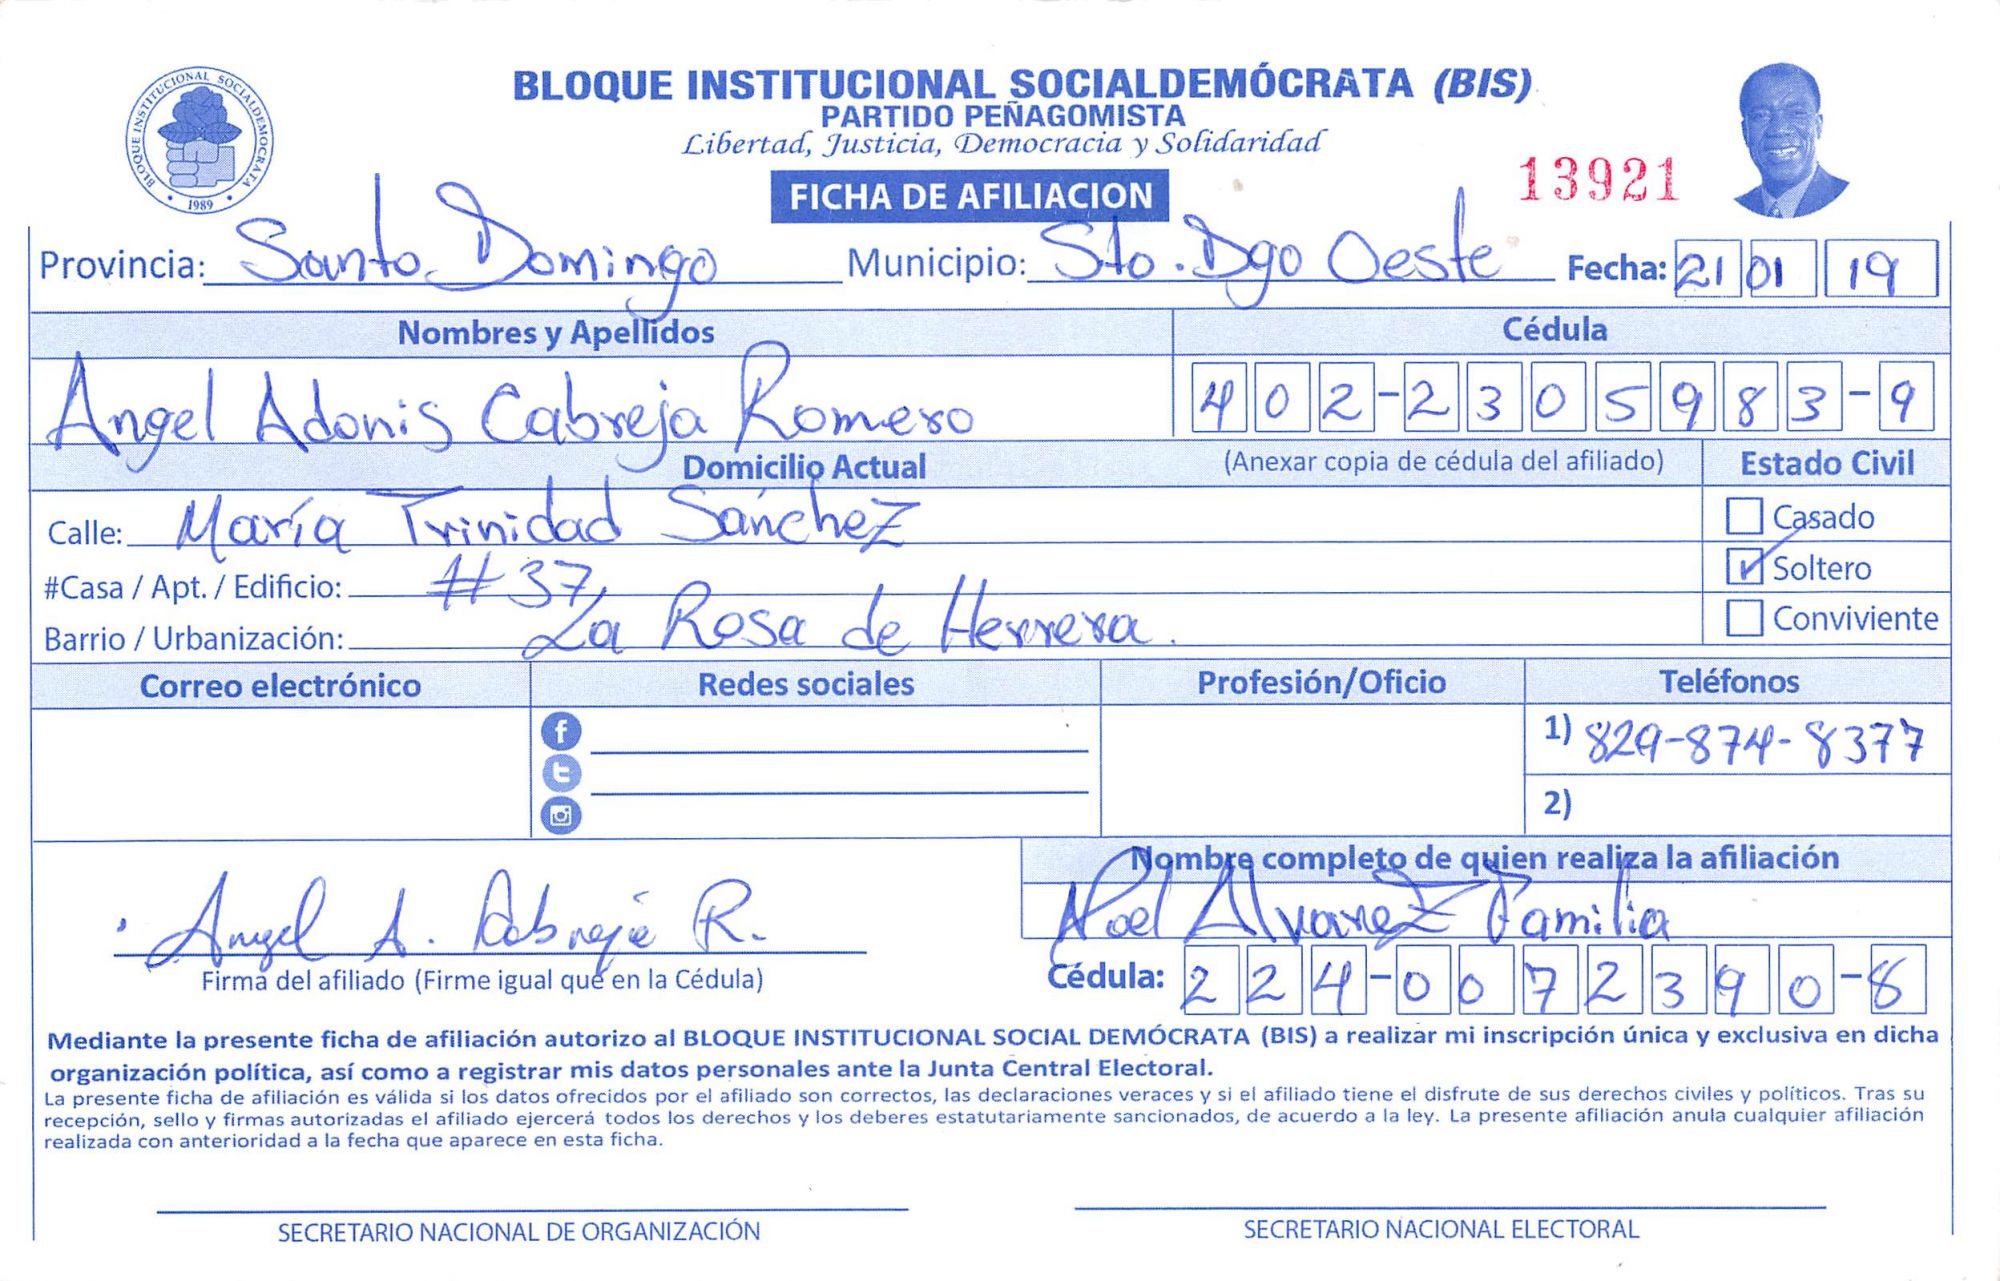 BLOQUE INSTITUCIONAL SOCIALDEMÓCRATA (BIS)
PARTIDO PEÑAGOMISTA
Libertad, Justicia, Democracia y Solidaridad
FICHA DE AFILIACION
13921
BLOQUE INSTITUCIONAL SOCIALDEMOCRATA
1989
Provincia: Santo Domingo Municipio: Sto. Dgo Oeste Fecha: 21 01 19
Nombres y Apellidos Cédula
Angel Adonis Cabreja Romero 402-2305983-9
Domicilio Actual (Anexar copia de cédula del afiliado) Estado Civil
Calle: María Trinidad Sánchez Casado
#Casa / Apt. / Edificio: #37, Soltero
Barrio / Urbanización: La Rosa de Herrera. Conviviente
Correo electrónico Redes sociales Profesión/Oficio Teléfonos
1) 829-874-8377
2)
Nombre completo de quien realiza la afiliación
Noel Alvarez Familia
Angel A. Cabreja R.
Firma del afiliado (Firme igual que en la Cédula) Cédula: 224-0072390-8
Mediante la presente ficha de afiliación autorizo al BLOQUE INSTITUCIONAL SOCIAL DEMÓCRATA (BIS) a realizar mi inscripción única y exclusiva en dicha
organización política, así como a registrar mis datos personales ante la Junta Central Electoral.
La presente ficha de afiliación es válida si los datos ofrecidos por el afiliado son correctos, las declaraciones veraces y si el afiliado tiene el disfrute de sus derechos civiles y políticos. Tras su
recepción, sello y firmas autorizadas el afiliado ejercerá todos los derechos y los deberes estatutariamente sancionados, de acuerdo a la ley. La presente afiliación anula cualquier afiliación
realizada con anterioridad a la fecha que aparece en esta ficha.
SECRETARIO NACIONAL DE ORGANIZACIÓN SECRETARIO NACIONAL ELECTORAL